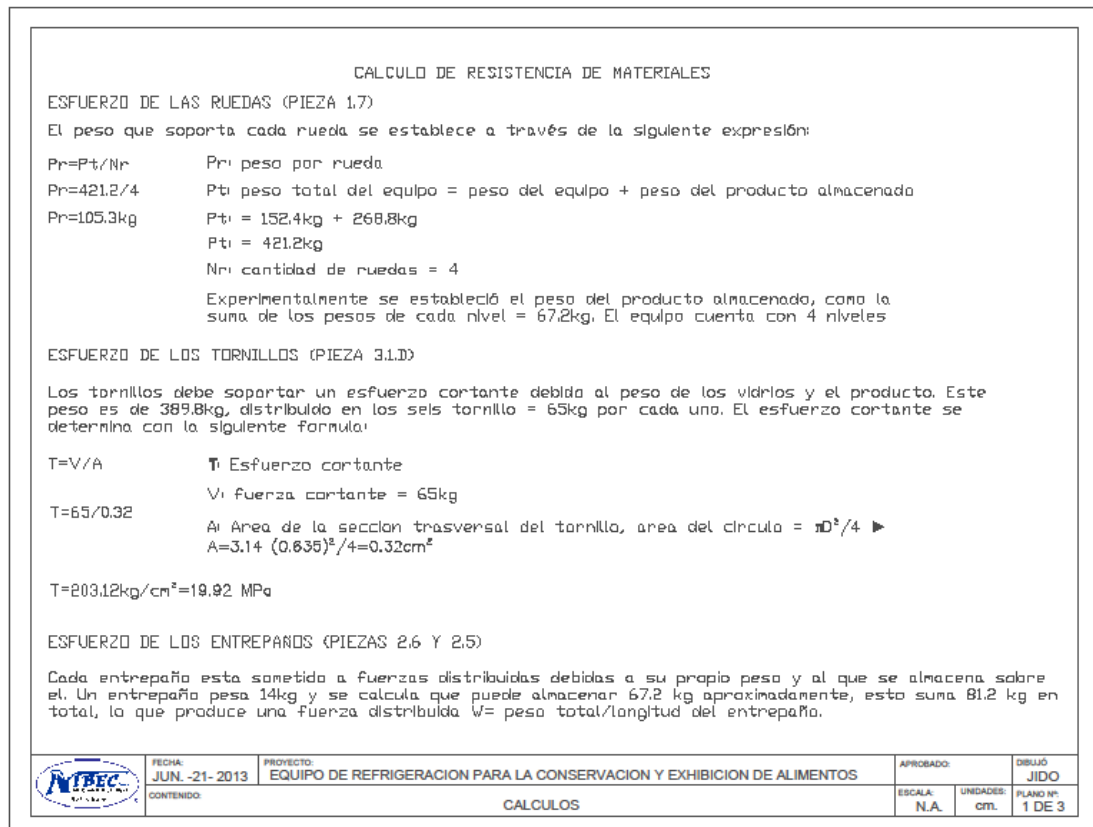 CALCULO DE RESISTENCIA DE MATERIALES
ESFUERZO DE LAS RUEDAS (PIEZA 1.7)
El peso que soporta cada rueda se establece a través de la siguiente expresión:
Pr=Pt/Nr Pr: peso por rueda
Pr=421.2/4 Pt: peso total del equipo = peso del equipo + peso del producto almacenado
Pr=105.3kg Pt: = 152.4kg + 268.8kg
Pt: = 421.2kg
Nr: cantidad de ruedas = 4
Experimentalmente se estableció el peso del producto almacenado, como la
suma de los pesos de cada nivel = 67.2kg. El equipo cuenta con 4 niveles
ESFUERZO DE LOS TORNILLOS (PIEZA 3.1.D)
Los tornillos debe soportar un esfuerzo cortante debido al peso de los vidrios y el producto. Este
peso es de 389.8kg, distribuido en los seis tornillo = 65kg por cada uno. El esfuerzo cortante se
determina con la siguiente formula:
T=V/A T: Esfuerzo cortante
V: fuerza cortante = 65kg
T=65/0.32
A: Area de la seccion trasversal del tornillo, area del circulo = πD²/4 ►
A=3.14 (0.635)²/4=0.32cm²
T=203.12kg/cm²=19.92 MPa
ESFUERZO DE LOS ENTREPAÑOS (PIEZAS 2.6 Y 2.5)
Cada entrepaño esta sometido a fuerzas distribuidas debidas a su propio peso y al que se almacena sobre
el. Un entrepaño pesa 14kg y se calcula que puede almacenar 67.2 kg aproximadamente, esto suma 81.2 kg en
total, lo que produce una fuerza distribuida W= peso total/longitud del entrepaño.
NIBEC
FECHA: PROYECTO: APROBADO: DIBUJÓ
JUN. -21- 2013 EQUIPO DE REFRIGERACION PARA LA CONSERVACION Y EXHIBICION DE ALIMENTOS JIDO
CONTENIDO: ESCALA: UNIDADES: PLANO Nº:
CALCULOS N.A. cm. 1 DE 3